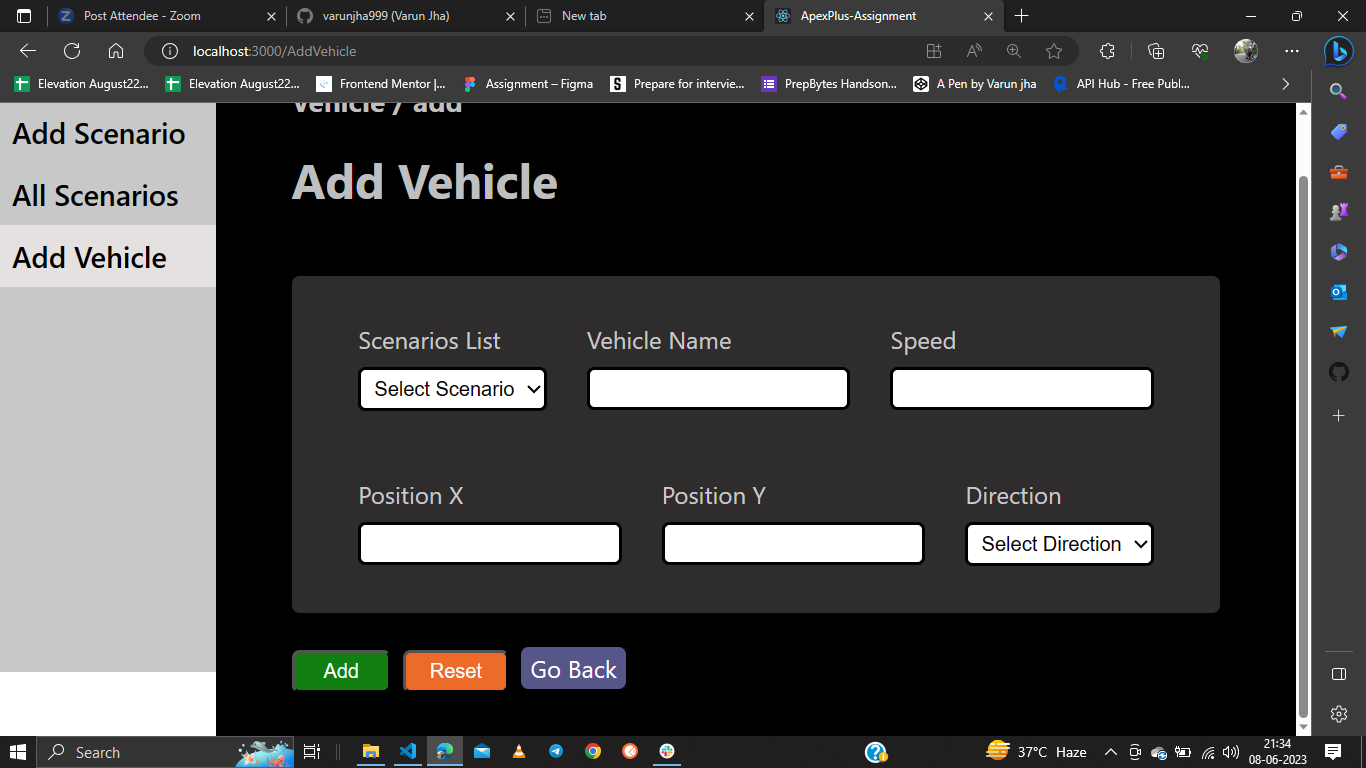 Post Attendee - Zoom
varunjha999 (Varun Jha)
New tab
ApexPlus-Assignment
localhost:3000/AddVehicle
Elevation August22...
Elevation August22...
Frontend Mentor |...
Assignment – Figma
Prepare for intervie...
PrepBytes Handson...
A Pen by Varun jha
API Hub - Free Publ...
Add Scenario
All Scenarios
Add Vehicle
Vehicle / add
Add Vehicle
Scenarios List
Vehicle Name
Speed
Select Scenario
Position X
Position Y
Direction
Select Direction
Add
Reset
Go Back
Search
37°C Haze
21:34
08-06-2023